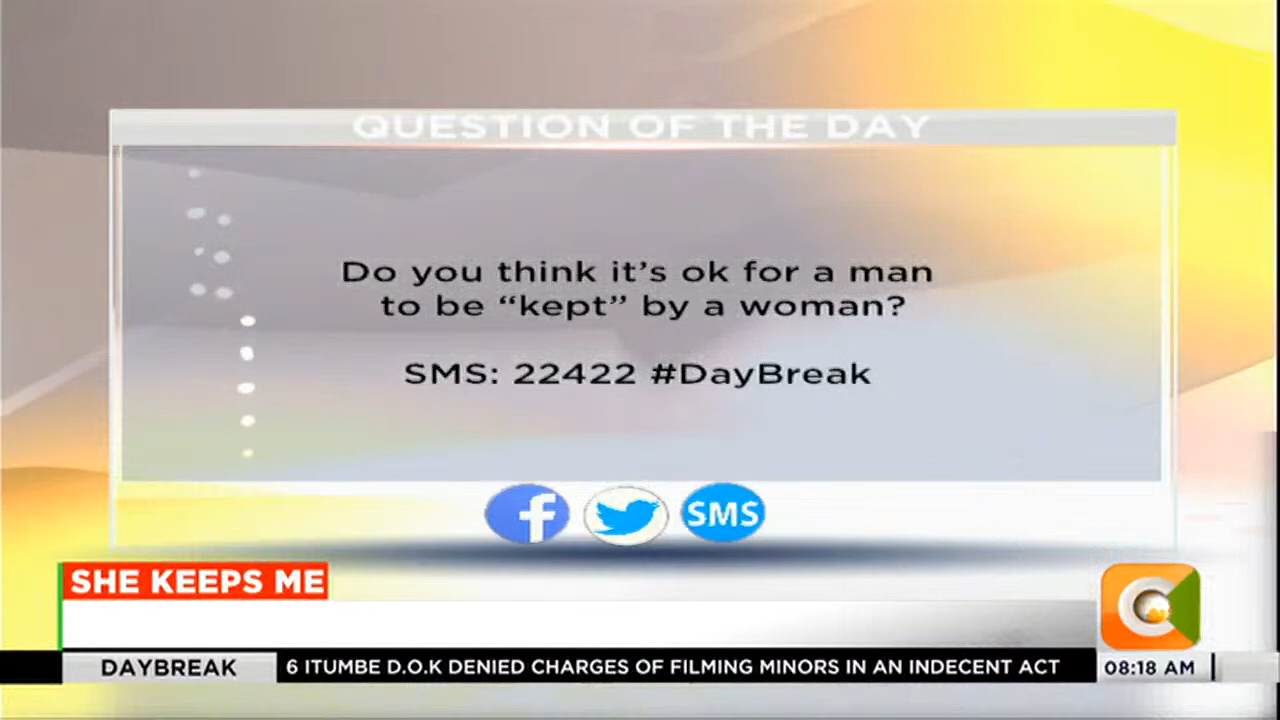 QUESTION OF THE DAY
Do you think it's ok for a man
to be “kept” by a woman?
SMS: 22422 #DayBreak
f
SMS
SHE KEEPS ME
C
DAYBREAK
6 ITUMBE D.O.K DENIED CHARGES OF FILMING MINORS IN AN INDECENT ACT
08:18 AM